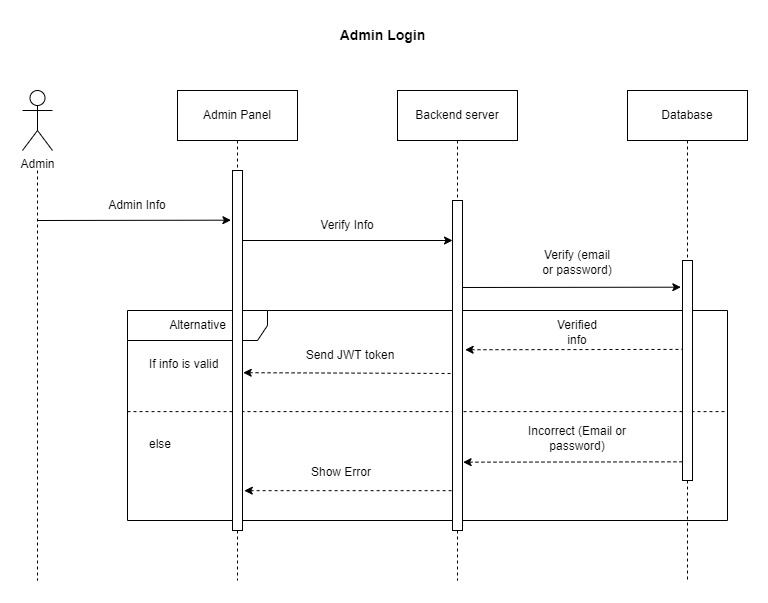 Admin Login
Admin Panel
Backend server
Database
Admin
Admin Info
Verify Info
Verify (email
or password)
Alternative
Verified
info
If info is valid
Send JWT token
else
Incorrect (Email or
password)
Show Error